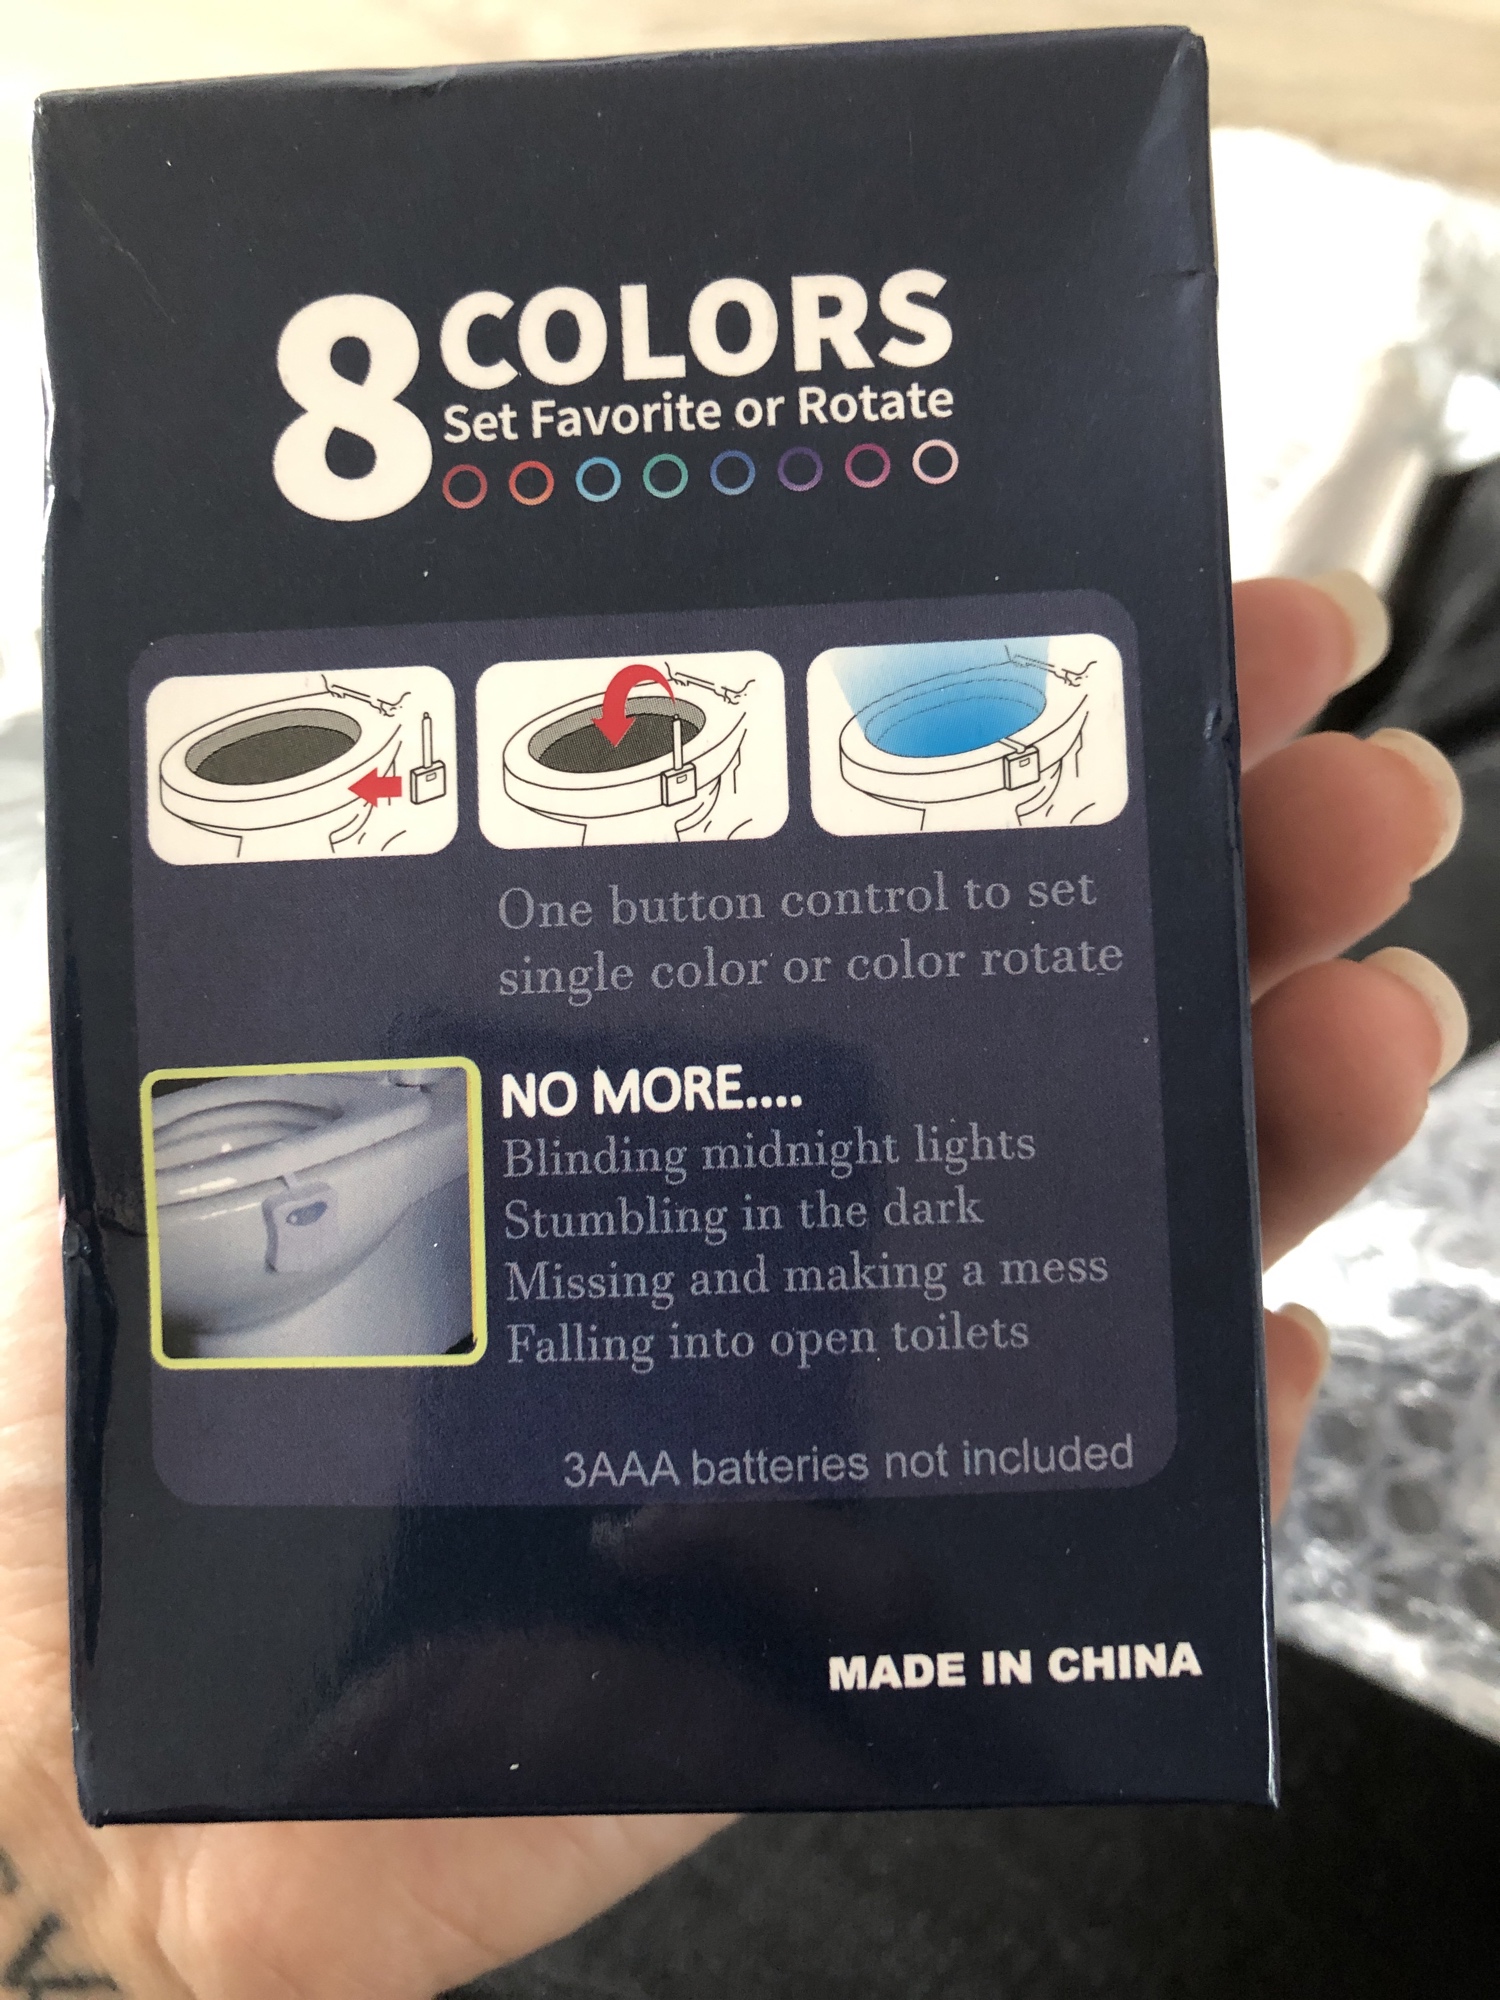 8 COLORS
Set Favorite or Rotate
One button control to set
single color or color rotate
NO MORE....
Blinding midnight lights
Stumbling in the dark
Missing and making a mess
Falling into open toilets
3AAA batteries not included
MADE IN CHINA